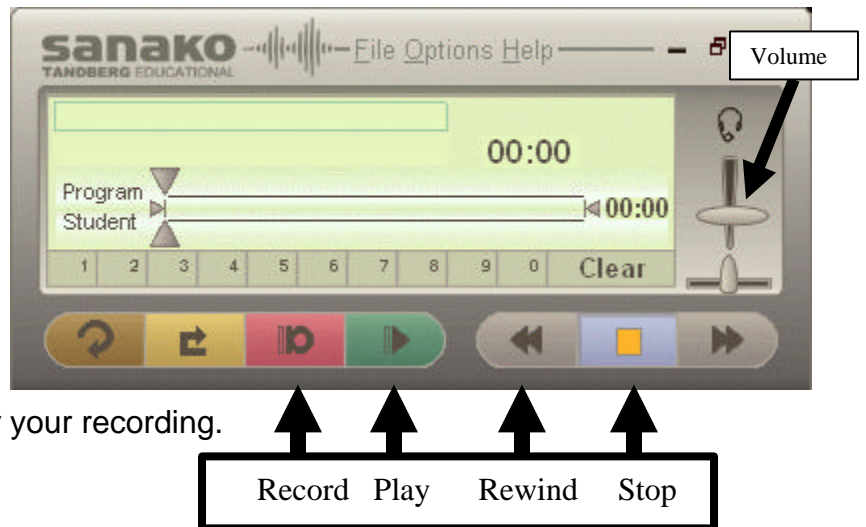 sanako
TANDBERG EDUCATIONAL
File Options Help
Volume
00:00
Program
Student
00:00
1 2 3 4 5 6 7 8 9 0 Clear
your recording.
Record Play Rewind Stop